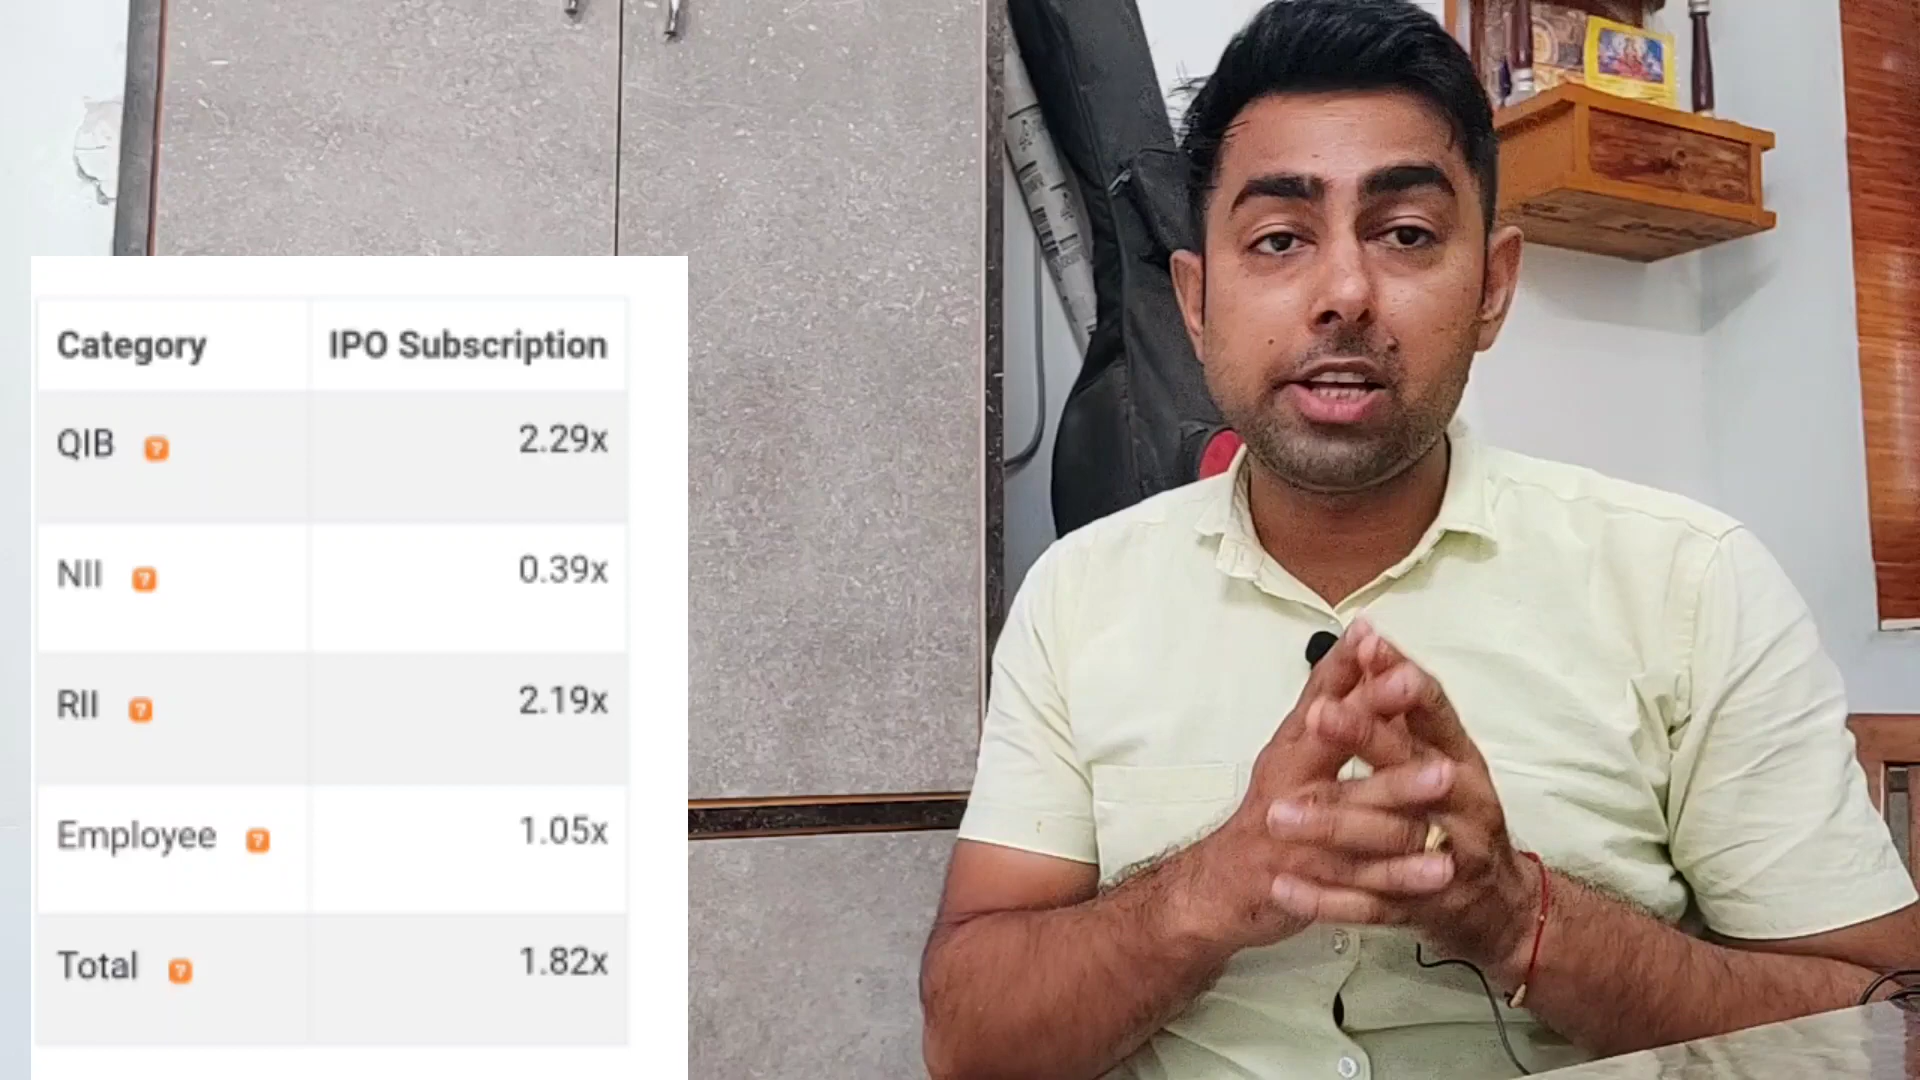 Category IPO Subscription
QIB ? 2.29x
NII ? 0.39x
RII ? 2.19x
Employee ? 1.05x
Total ? 1.82x